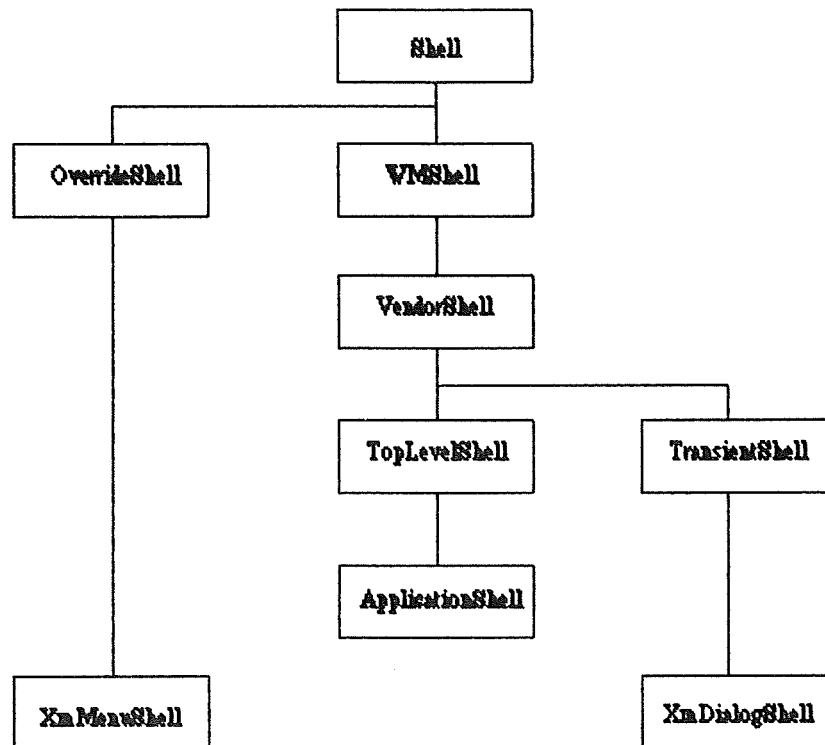 Shell
OverrideShell
WMShell
VendorShell
TopLevelShell
TransientShell
ApplicationShell
XmMenuShell
XmDialogShell